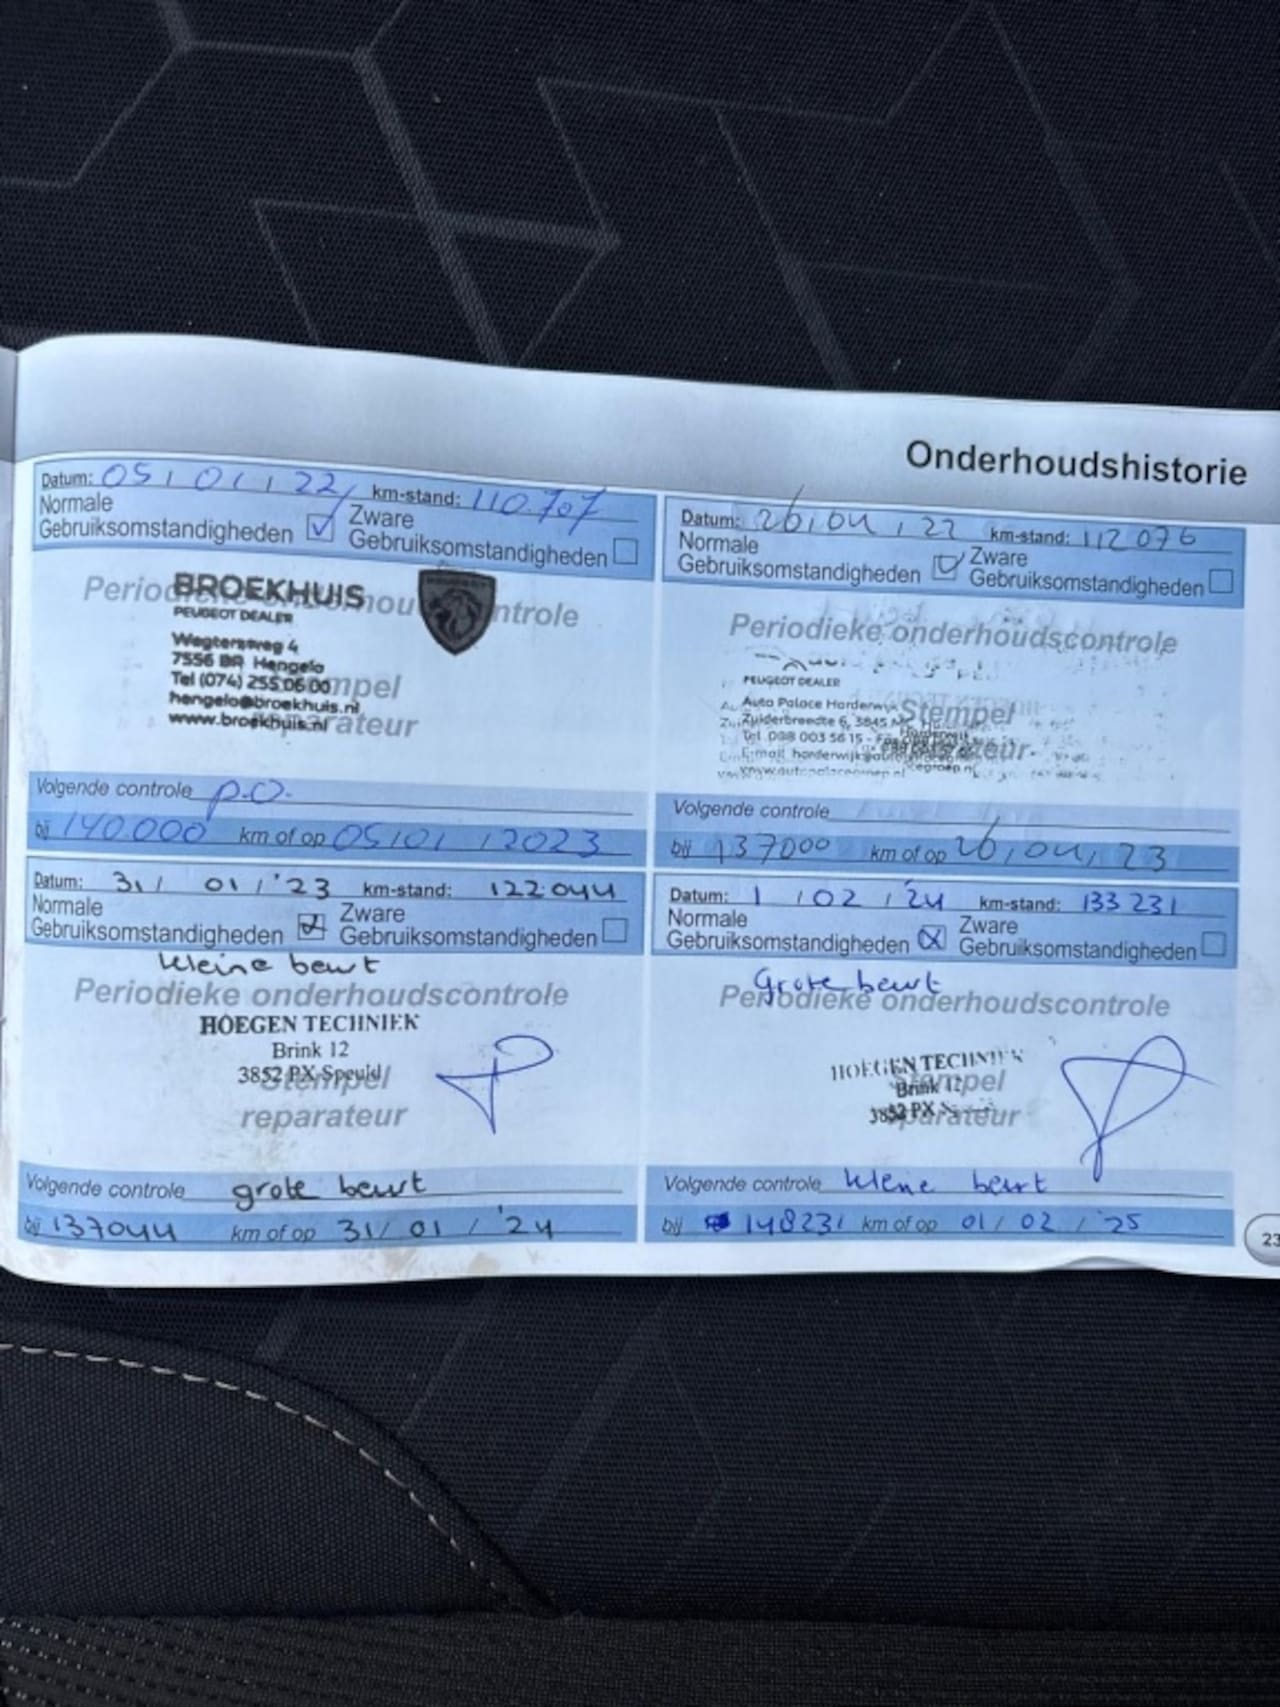 Onderhoudshistorie
Datum: 05 / 01 / 22 km-stand: 110.707
Normale Gebruiksomstandigheden Zware Gebruiksomstandigheden
Periodieke onderhoudscontrole
BROEKHUIS
PEUGEOT DEALER
Wegtersweg 4
7556 BR Hengelo
Tel (074) 255 06 00
hengelo@broekhuis.nl
www.broekhuis.nl
Stempel
reparateur
Volgende controle p.o.
bij 140.000 km of op 05/01 / 2023
Datum: 26 / 04 / 22 km-stand: 112 076
Normale Gebruiksomstandigheden Zware Gebruiksomstandigheden
Periodieke onderhoudscontrole
PEUGEOT DEALER
Auto Palace Harderwijk
Zuiderbreedte 6, 3845
Stempel
reparateur
Volgende controle
bij 137000 km of op 26 / 04 / 23
Datum: 31 / 01 / '23 km-stand: 122.044
Normale Gebruiksomstandigheden Zware Gebruiksomstandigheden
kleine beurt
Periodieke onderhoudscontrole
HOEGEN TECHNIEK
Brink 12
3852 PX Speuld
Stempel
reparateur
Volgende controle grote beurt
bij 137044 km of op 31/ 01 / '24
Datum: 1 / 02 / '24 km-stand: 133 231
Normale Gebruiksomstandigheden Zware Gebruiksomstandigheden
Grote beurt
Periodieke onderhoudscontrole
HOEGEN TECHNIEK
Brink 12
3852 PX
Stempel
reparateur
Volgende controle kleine beurt
bij 148231 km of op 01 / 02 / '25
23